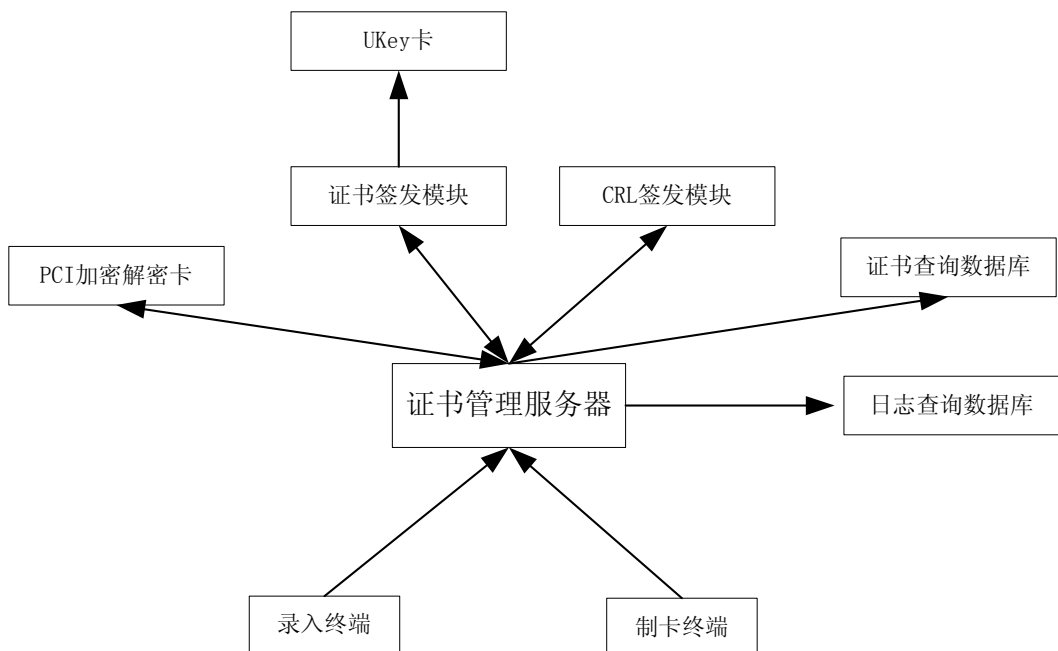 UKey卡
证书签发模块
CRL签发模块
PCI加密解密卡
证书查询数据库
证书管理服务器
日志查询数据库
录入终端
制卡终端